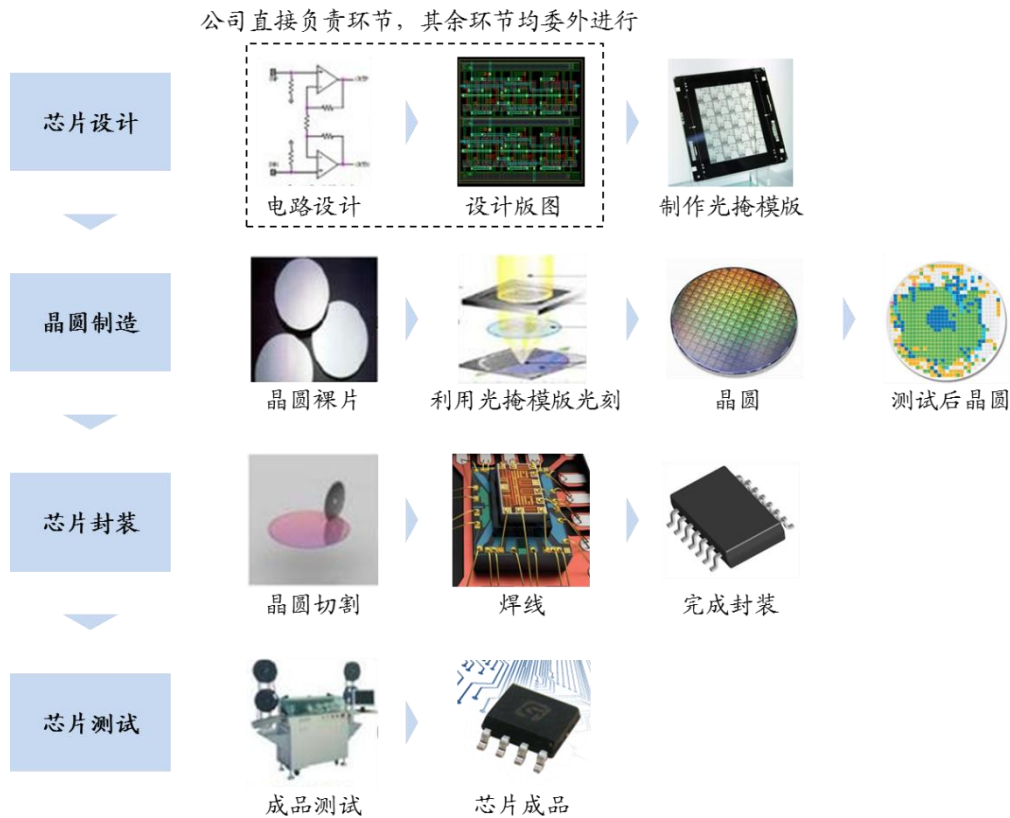 公司直接负责环节，其余环节均委外进行
芯片设计
电路设计
设计版图
制作光掩模版
晶圆制造
晶圆裸片
利用光掩模版光刻
晶圆
测试后晶圆
芯片封装
晶圆切割
焊线
完成封装
芯片测试
成品测试
芯片成品